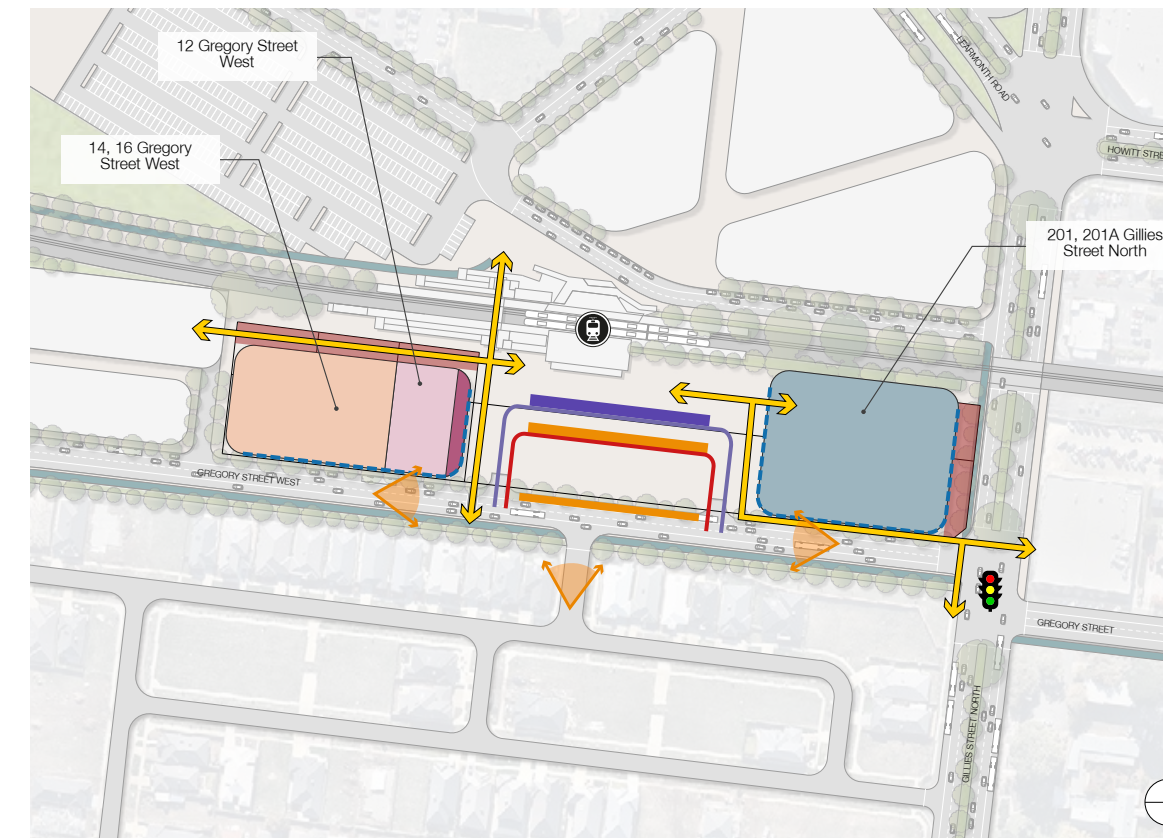 12 Gregory Street
West
14, 16 Gregory
Street West
LEARMONTH ROAD
HOWITT STRE
201, 201A Gillies
Street North
GREGORY STREET WEST
GREGORY STREET
GILLIES STREET NORTH